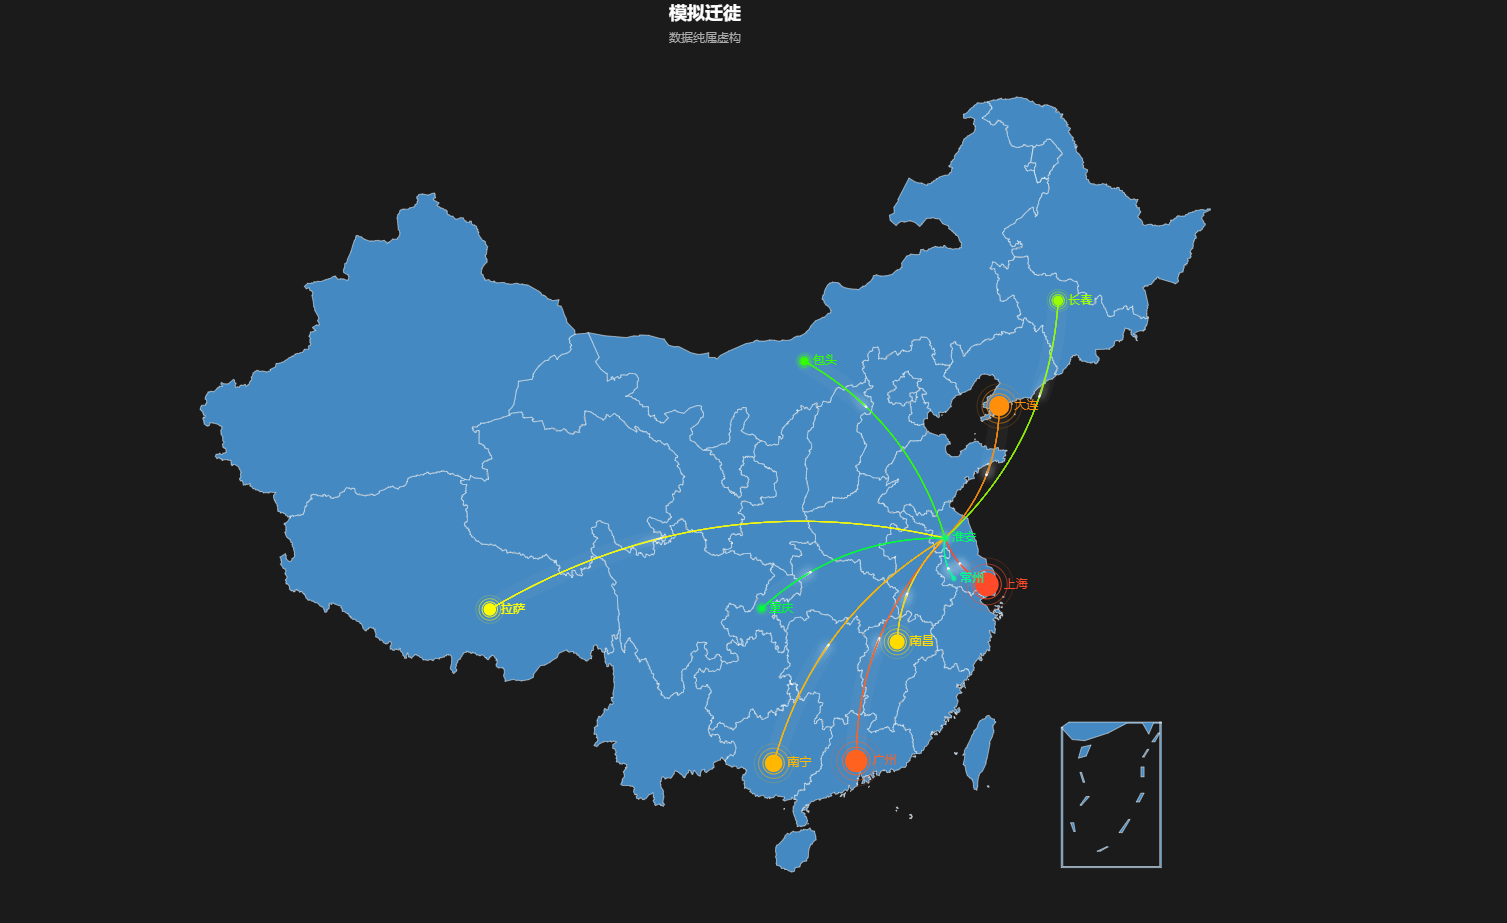 模拟迁徙
数据纯属虚构
长春
包头
大连
淮安
常州
上海
拉萨
重庆
南昌
南宁
广州